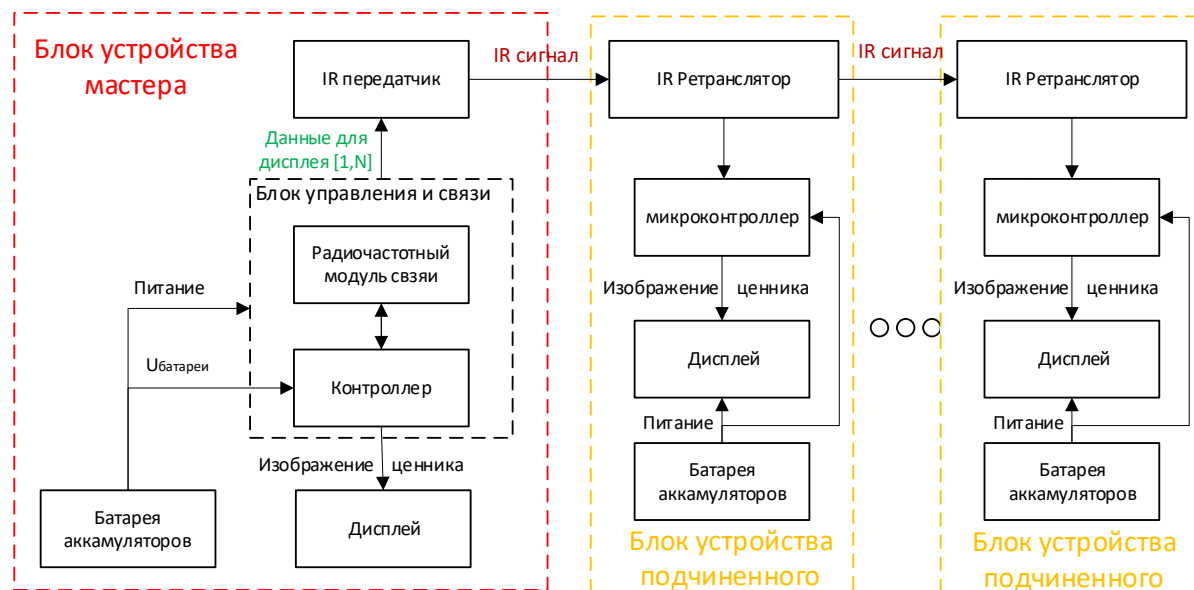 Блок устройства
мастера
IR передатчик
Данные для
дисплея [1,N]
Блок управления и связи
Радиочастотный
модуль свзяи
Питание
Uбатареи
Контроллер
Изображение ценника
Батарея
аккамуляторов
Дисплей
IR сигнал
IR Ретранслятор
микроконтроллер
Изображение ценника
Дисплей
Питание
Батарея
аккамуляторов
Блок устройства
подчиненного
IR сигнал
IR Ретранслятор
микроконтроллер
Изображение ценника
Дисплей
Питание
Батарея
аккамуляторов
Блок устройства
подчиненного